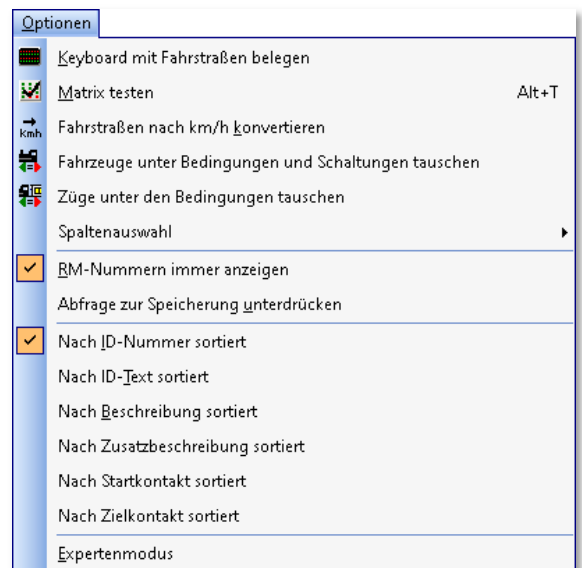 Optionen
Keyboard mit Fahrstraßen belegen
Matrix testen Alt+T
kmh Fahrstraßen nach km/h konvertieren
Fahrzeuge unter Bedingungen und Schaltungen tauschen
Züge unter den Bedingungen tauschen
Spaltenauswahl
RM-Nummern immer anzeigen
Abfrage zur Speicherung unterdrücken
Nach ID-Nummer sortiert
Nach ID-Text sortiert
Nach Beschreibung sortiert
Nach Zusatzbeschreibung sortiert
Nach Startkontakt sortiert
Nach Zielkontakt sortiert
Expertenmodus